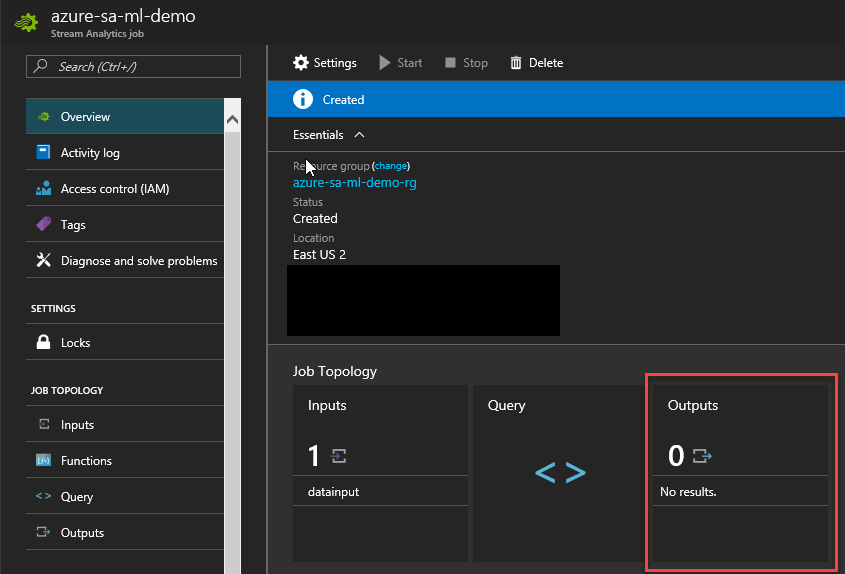 azure-sa-ml-demo
Stream Analytics job
Search (Ctrl+/)
Overview
Activity log
Access control (IAM)
Tags
Diagnose and solve problems
SETTINGS
Locks
JOB TOPOLOGY
Inputs
Functions
Query
Outputs
Settings Start Stop Delete
Created
Essentials
Resource group (change)
azure-sa-ml-demo-rg
Status
Created
Location
East US 2
Job Topology
Inputs
1
datainput
Query
< >
Outputs
0
No results.